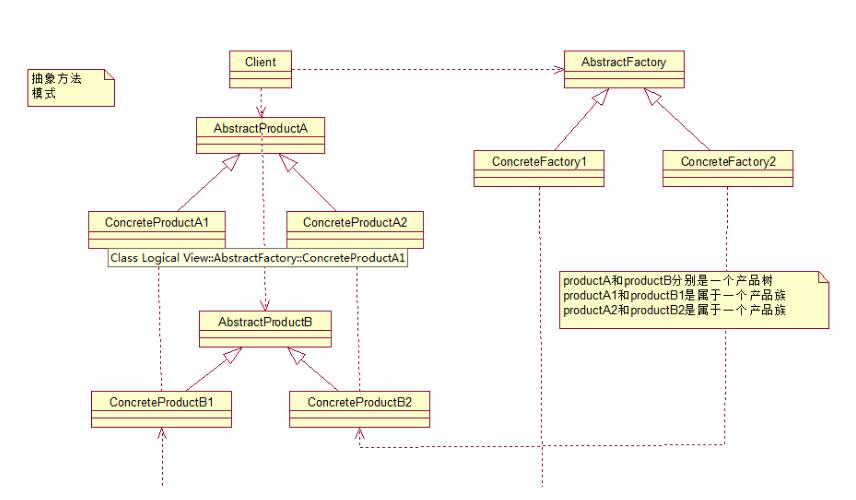 抽象方法
模式
Client
AbstractFactory
AbstractProductA
ConcreteFactory1
ConcreteFactory2
ConcreteProductA1
ConcreteProductA2
Class Logical View::AbstractFactory::ConcreteProductA1
productA和productB分别是一个产品树
productA1和productB1是属于一个产品族
productA2和productB2是属于一个产品族
AbstractProductB
ConcreteProductB1
ConcreteProductB2